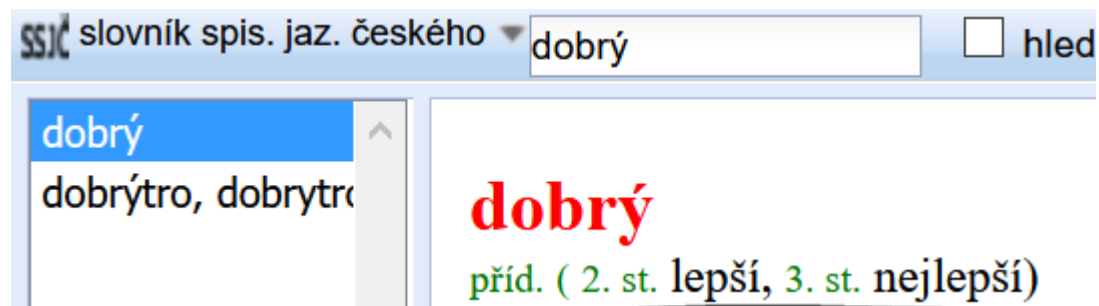 SSJČ slovník spis. jaz. českého dobrý hled
dobrý
dobrýtro, dobrytro
dobrý
příd. ( 2. st. lepší, 3. st. nejlepší)